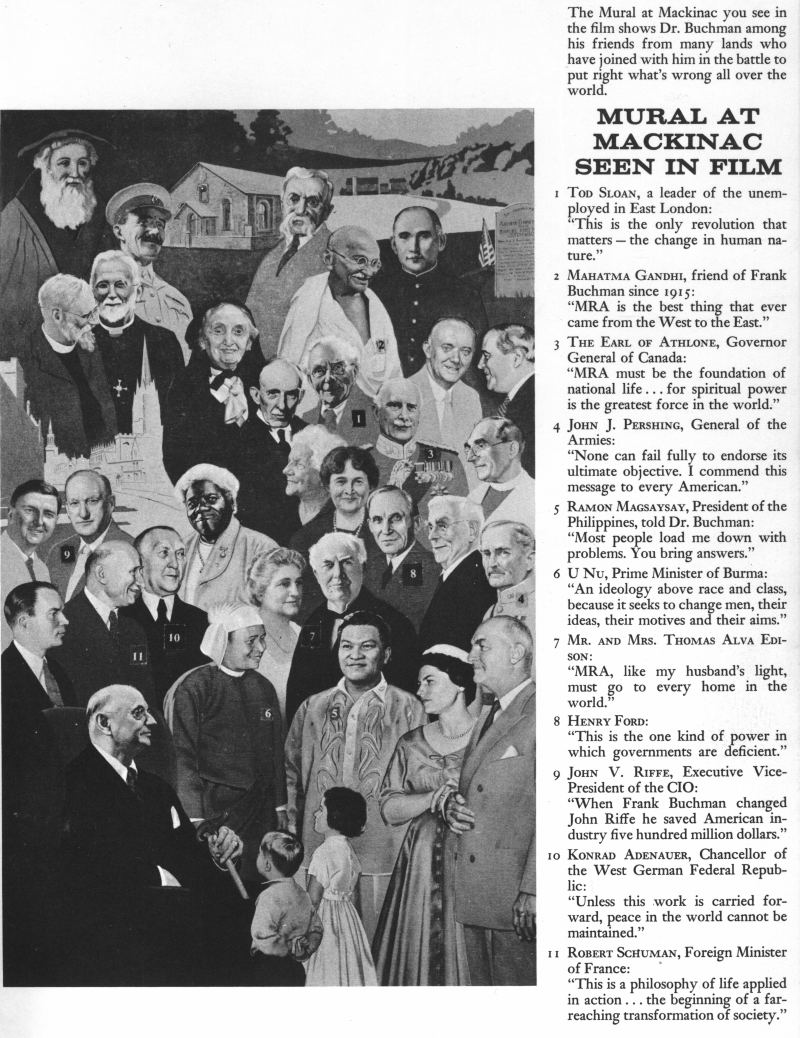 The Mural at Mackinac you see in
the film shows Dr. Buchman among
his friends from many lands who
have joined with him in the battle to
put right what's wrong all over the
world.
MURAL AT
MACKINAC
SEEN IN FILM
1 Tod Sloan, a leader of the unem-
ployed in East London:
“This is the only revolution that
matters — the change in human na-
ture.”
2 Mahatma Gandhi, friend of Frank
Buchman since 1915:
“MRA is the best thing that ever
came from the West to the East.”
3 The Earl of Athlone, Governor
General of Canada:
“MRA must be the foundation of
national life . . . for spiritual power
is the greatest force in the world.”
4 John J. Pershing, General of the
Armies:
“None can fail fully to endorse its
ultimate objective. I commend this
message to every American.”
5 Ramon Magsaysay, President of the
Philippines, told Dr. Buchman:
“Most people load me down with
problems. You bring answers.”
6 U Nu, Prime Minister of Burma:
“An ideology above race and class,
because it seeks to change men, their
ideas, their motives and their aims.”
7 Mr. and Mrs. Thomas Alva Edi-
son:
“MRA, like my husband's light,
must go to every home in the
world.”
8 Henry Ford:
“This is the one kind of power in
which governments are deficient.”
9 John V. Riffe, Executive Vice-
President of the CIO:
“When Frank Buchman changed
John Riffe he saved American in-
dustry five hundred million dollars.”
10 Konrad Adenauer, Chancellor of
the West German Federal Repub-
lic:
“Unless this work is carried for-
ward, peace in the world cannot be
maintained.”
11 Robert Schuman, Foreign Minister
of France:
“This is a philosophy of life applied
in action . . . the beginning of a far-
reaching transformation of society.”
2
1
3
9
8
4
10
7
11
6
5